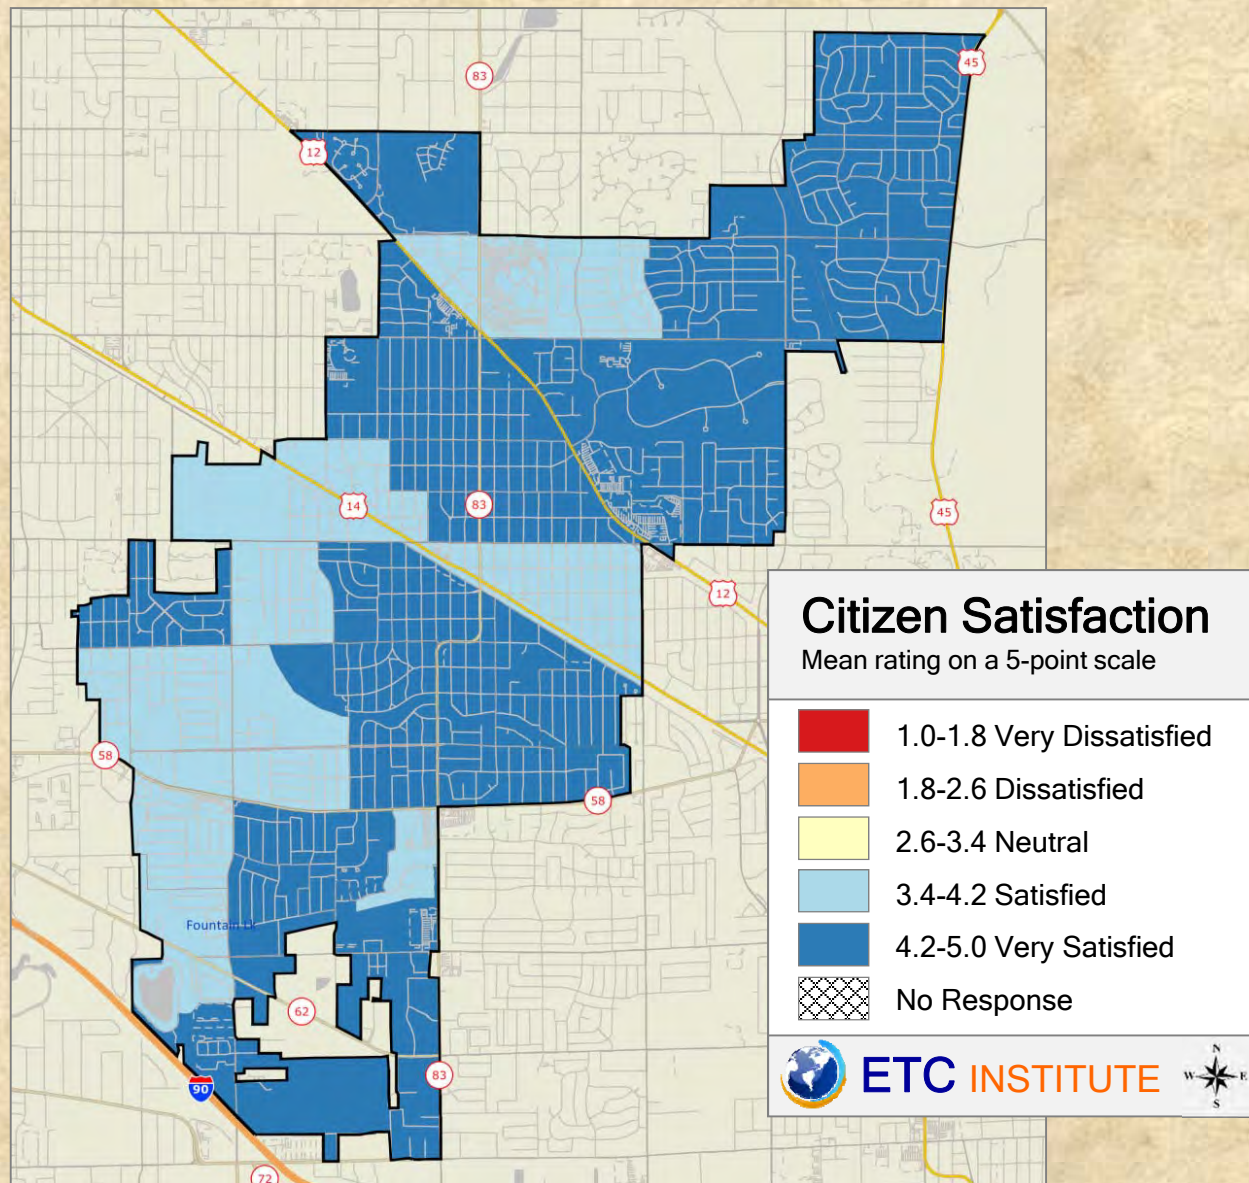 83
45
12
14
83
45
12
58
58
Fountain Lk
62
83
90
72
Citizen Satisfaction
Mean rating on a 5-point scale
1.0-1.8 Very Dissatisfied
1.8-2.6 Dissatisfied
2.6-3.4 Neutral
3.4-4.2 Satisfied
4.2-5.0 Very Satisfied
No Response
ETC INSTITUTE
N
W E
S